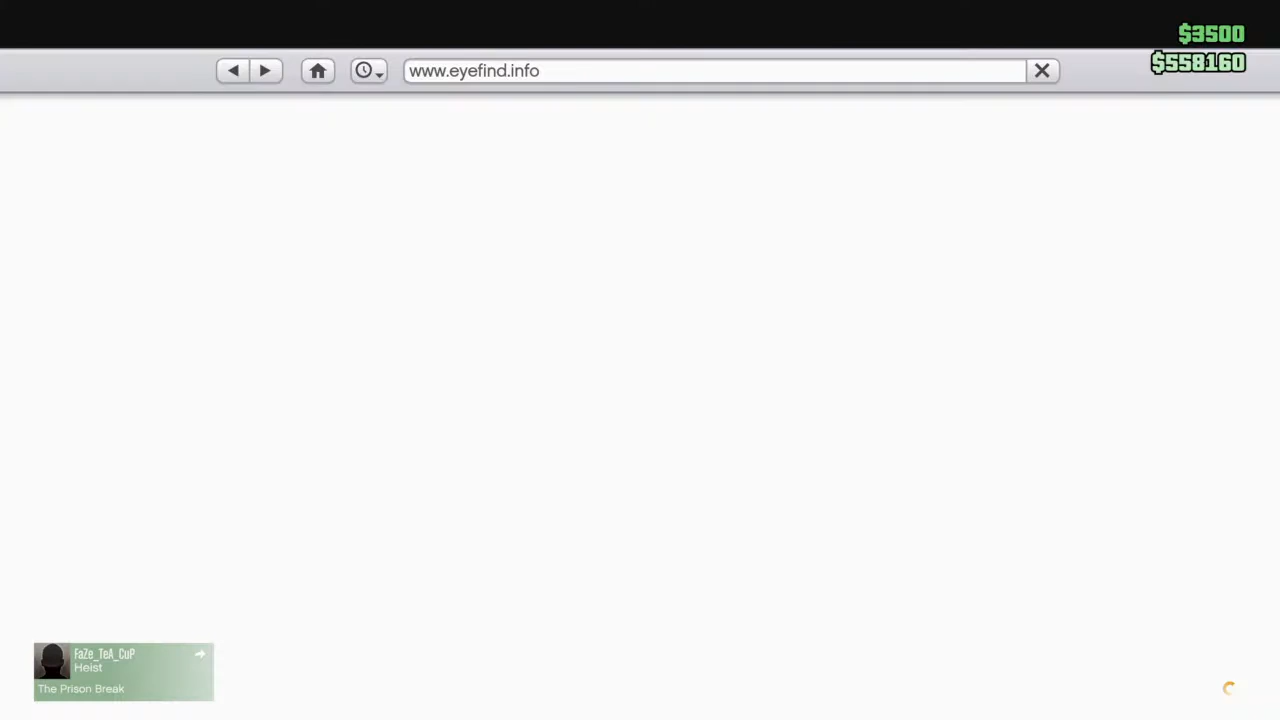 $3500
www.eyefind.info
$558160
FaZe_TeA_CuP
Heist
The Prison Break